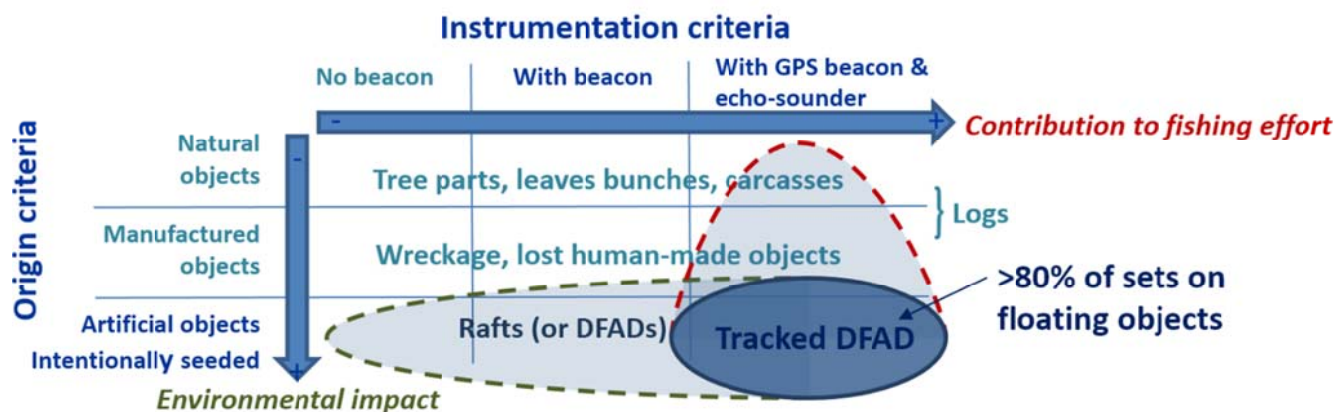 Instrumentation criteria
No beacon
With beacon
With GPS beacon &
echo-sounder
-
+
Contribution to fishing effort
Origin criteria
-
Natural
objects
Tree parts, leaves bunches, carcasses
} Logs
Manufactured
objects
Wreckage, lost human-made objects
>80% of sets on
floating objects
Artificial objects
Intentionally seeded
Rafts (or DFADs)
Tracked DFAD
+
Environmental impact